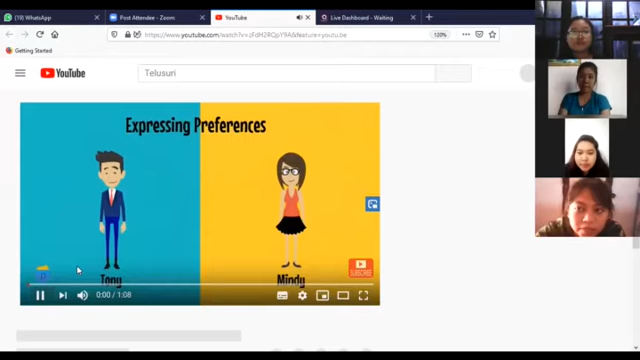 (19) WhatsApp
Post Attendee - Zoom
YouTube
Live Dashboard - Waiting
https://www.youtube.com/watch?v=zFdH2RCpY9A&feature=youtu.be
120%
Getting Started
YouTube
Telusuri
Expressing Preferences
Tony
Mindy
SUBSCRIBE
0:00 / 1:08